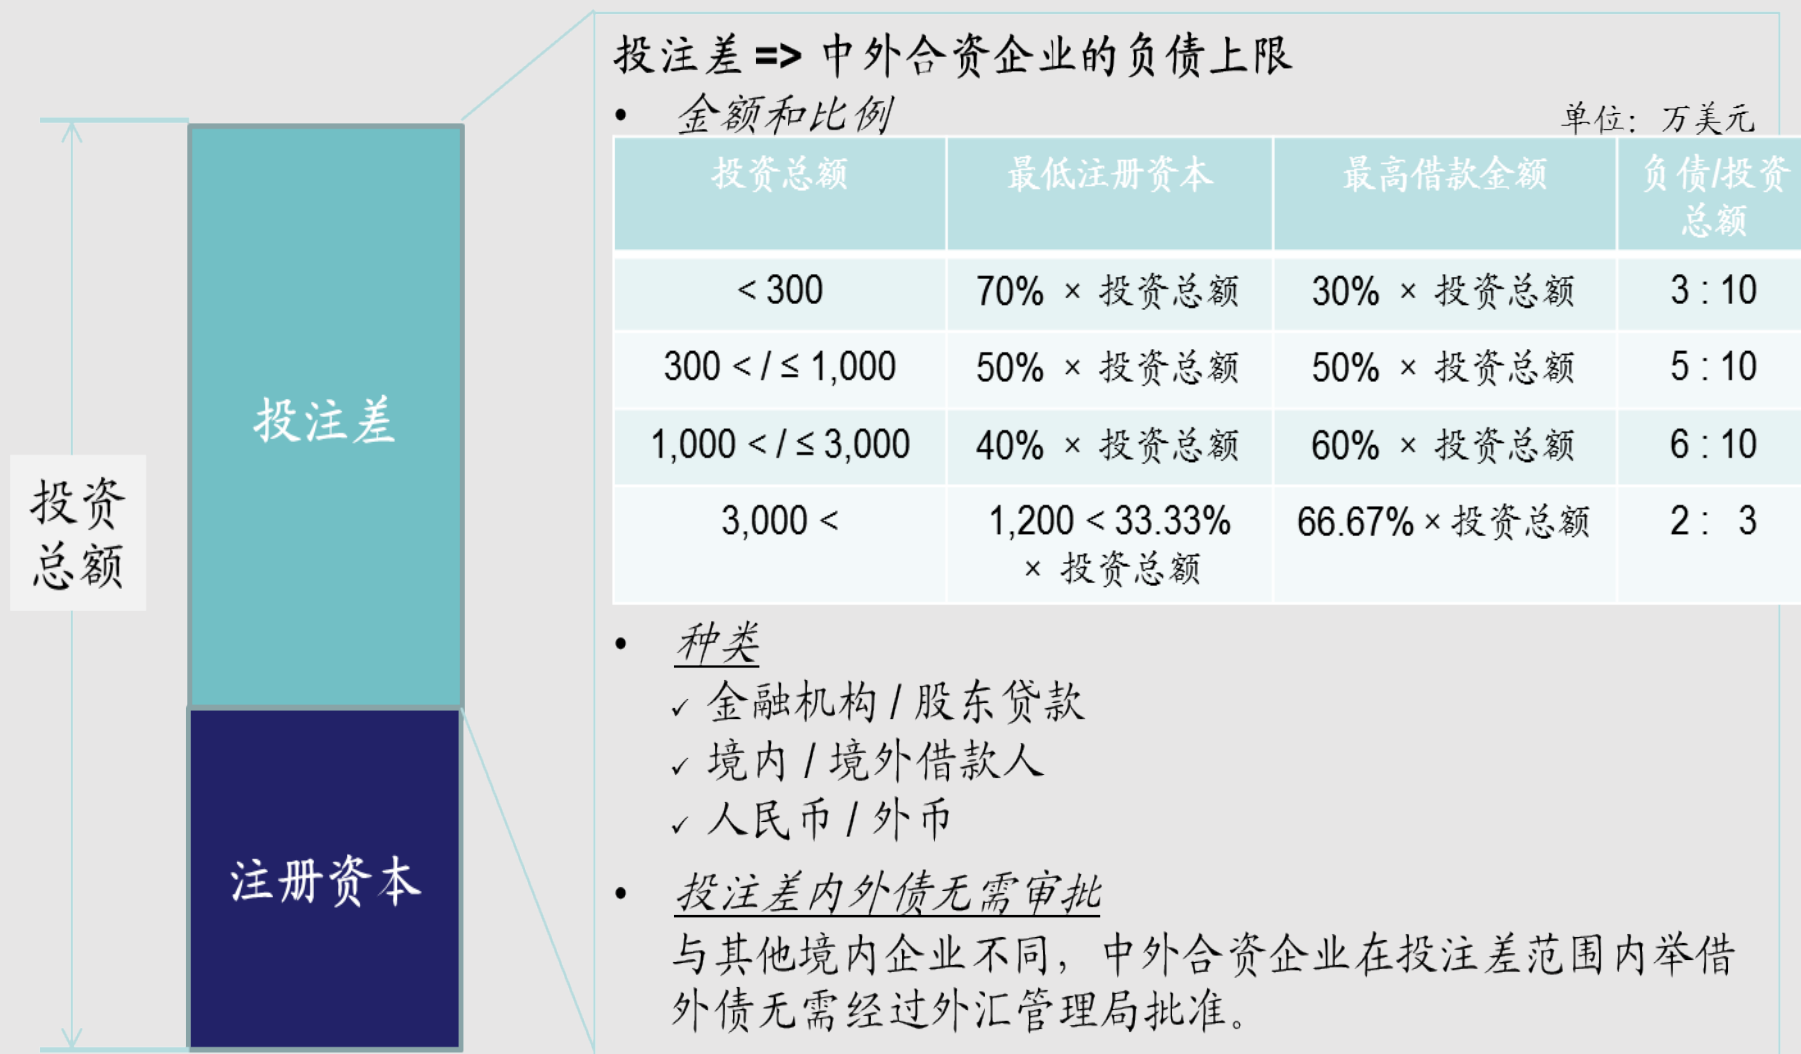 投注差 => 中外合资企业的负债上限
• 金额和比例
单位：万美元
投资总额 最低注册资本 最高借款金额 负债/投资
总额
< 300 70% × 投资总额 30% × 投资总额 3 : 10
300 < / ≤ 1,000 50% × 投资总额 50% × 投资总额 5 : 10
1,000 < / ≤ 3,000 40% × 投资总额 60% × 投资总额 6 : 10
3,000 < 1,200 < 33.33% 66.67% × 投资总额 2 : 3
× 投资总额
投注差
投资
总额
注册资本
• 种类
✓ 金融机构 / 股东贷款
✓ 境内 / 境外借款人
✓ 人民币 / 外币
• 投注差内外债无需审批
与其他境内企业不同，中外合资企业在投注差范围内举借
外债无需经过外汇管理局批准。